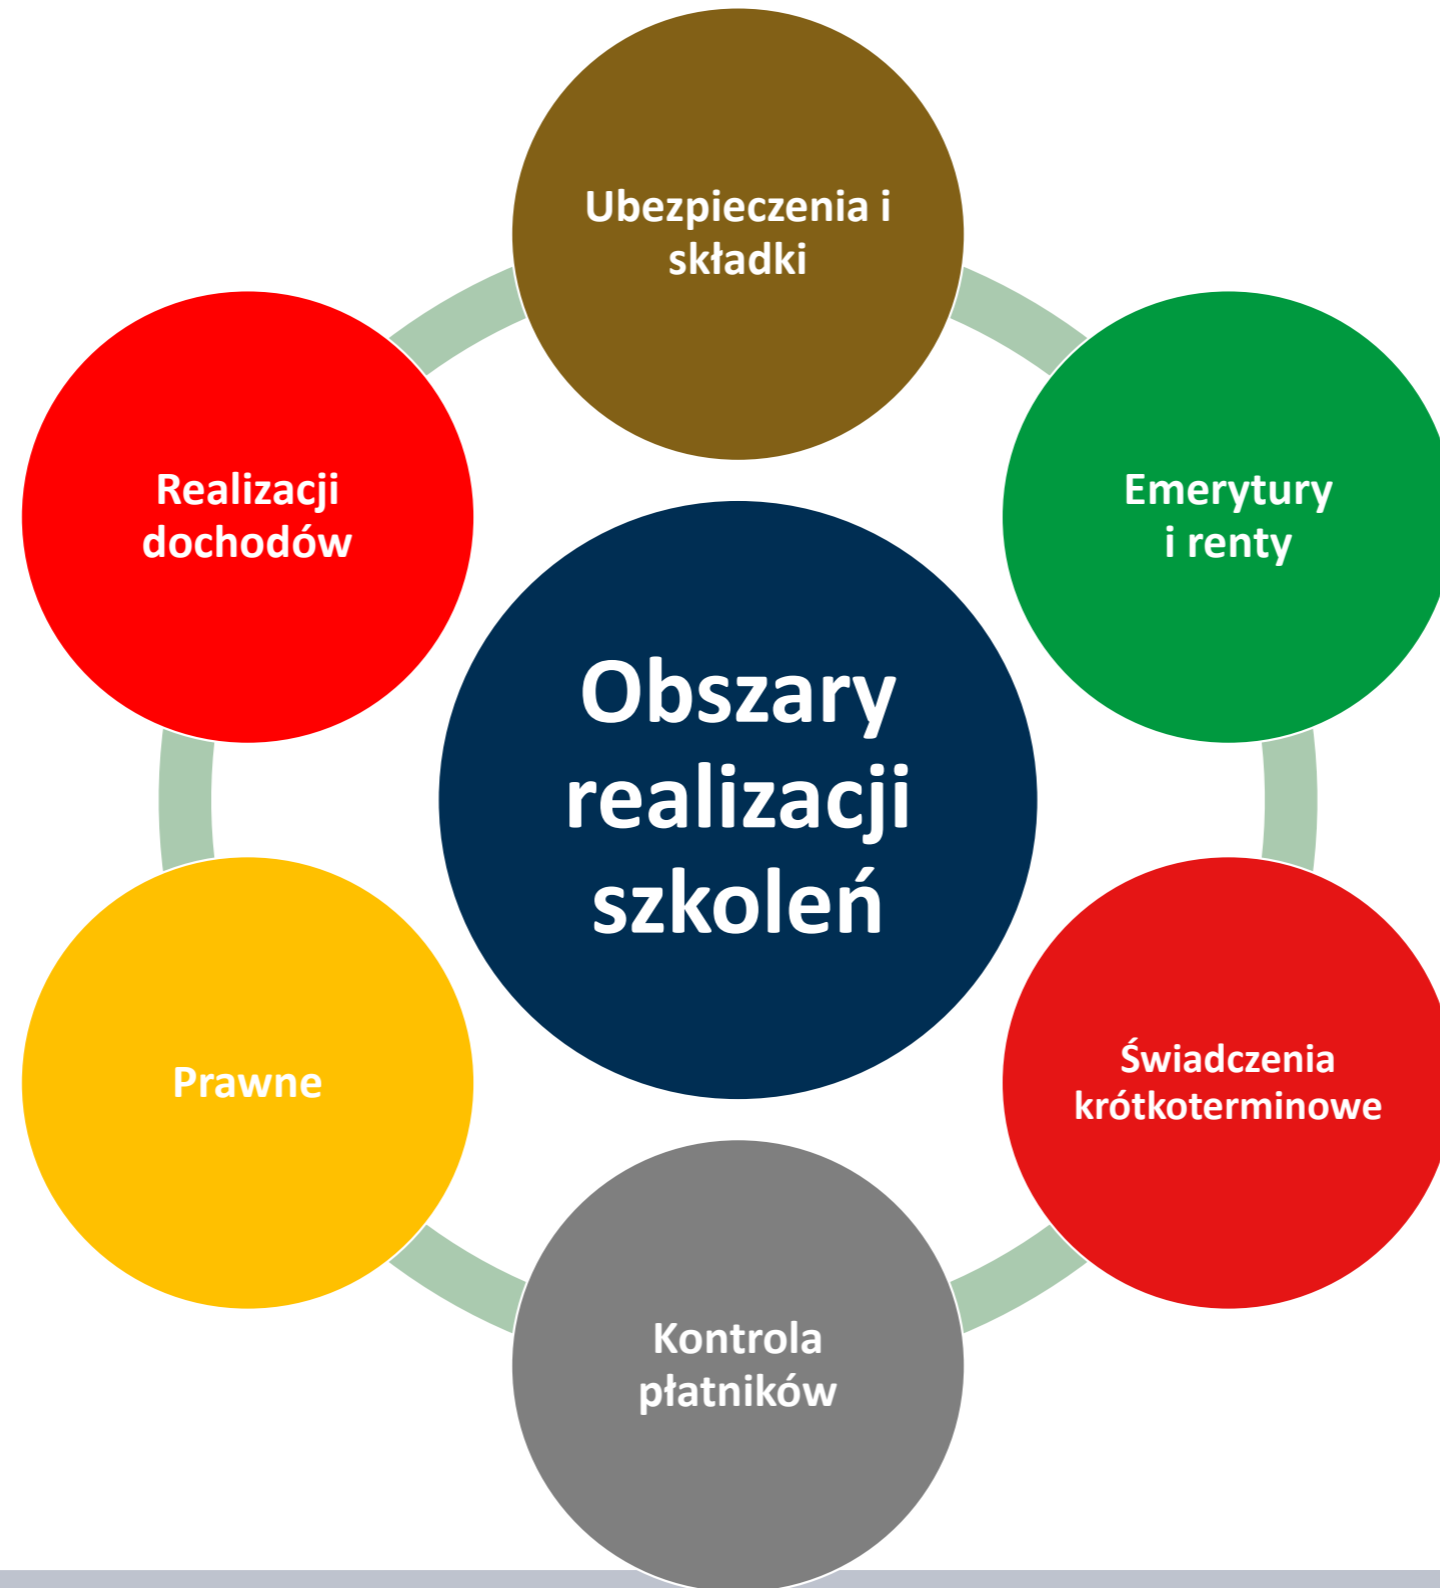 Ubezpieczenia i
składki
Emerytury
i renty
Świadczenia
krótkoterminowe
Kontrola
płatników
Prawne
Realizacji
dochodów
Obszary
realizacji
szkoleń